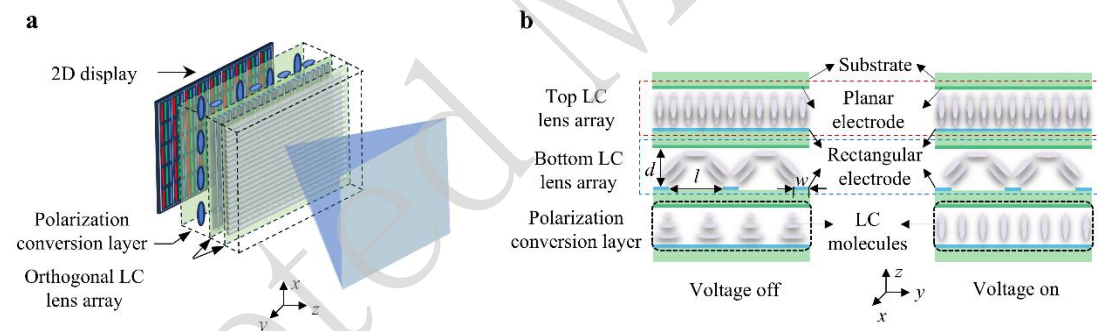 a
2D display
Polarization
conversion layer
Orthogonal LC
lens array
x
y
z
b
Substrate
Top LC
lens array
Planar
electrode
Bottom LC
lens array
d
l
w
Rectangular
electrode
Polarization
conversion layer
LC
molecules
Voltage off
z
y
x
Voltage on